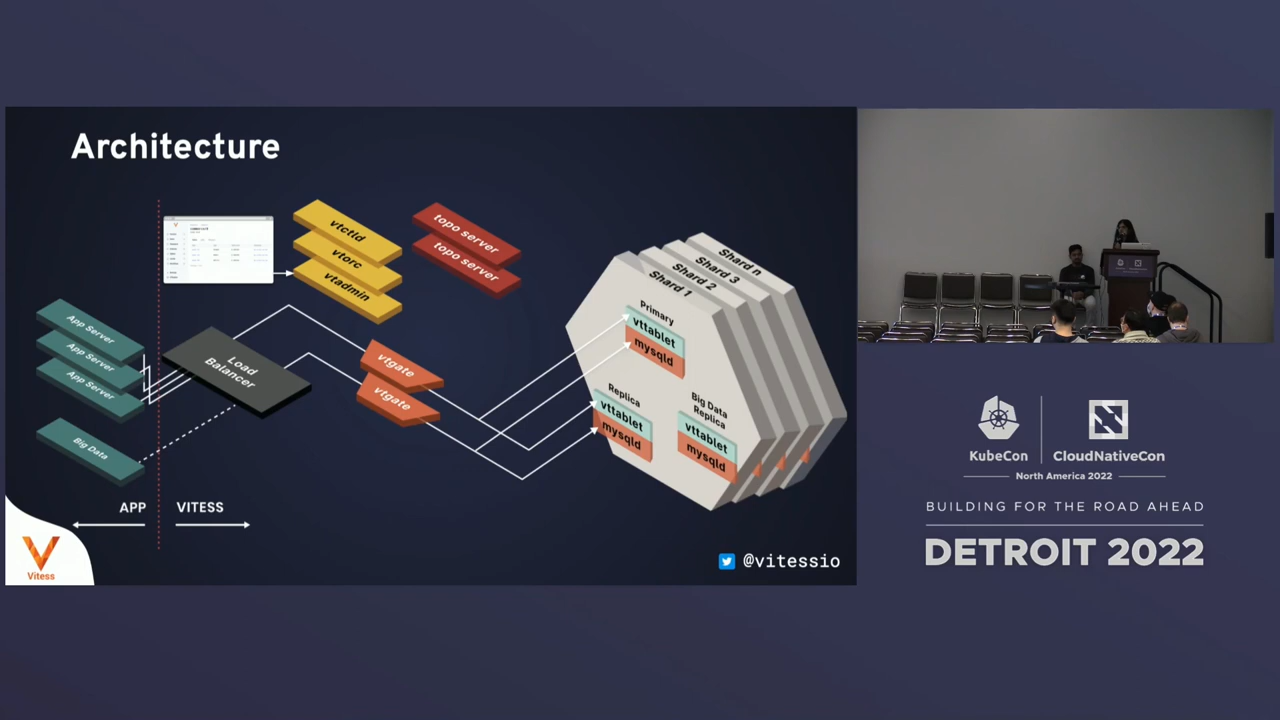 Architecture
vtctld
vtorc
vtadmin
topo server
topo server
Shard n
Shard 3
Shard 2
Shard 1
App Server
App Server
App Server
Big Data
Load
Balancer
vtgate
vtgate
Primary
vttablet
mysqld
Replica
vttablet
mysqld
Big Data
Replica
vttablet
mysqld
APP
VITESS
Vitess
@vitessio
KubeCon
CloudNativeCon
North America 2022
BUILDING FOR THE ROAD AHEAD
DETROIT 2022